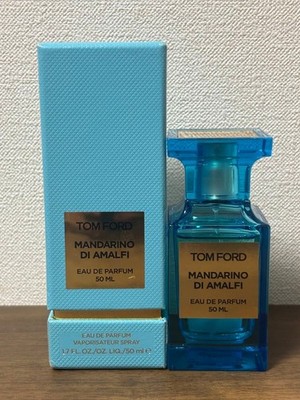 TOM FORD
MANDARINO
DI AMALFI
EAU DE PARFUM
50 ML
EAU DE PARFUM
VAPORISATEUR SPRAY
1.7 FL.OZ./OZ. LIQ./50 ml e
TOM FORD
MANDARINO
DI AMALFI
EAU DE PARFUM
50 ML